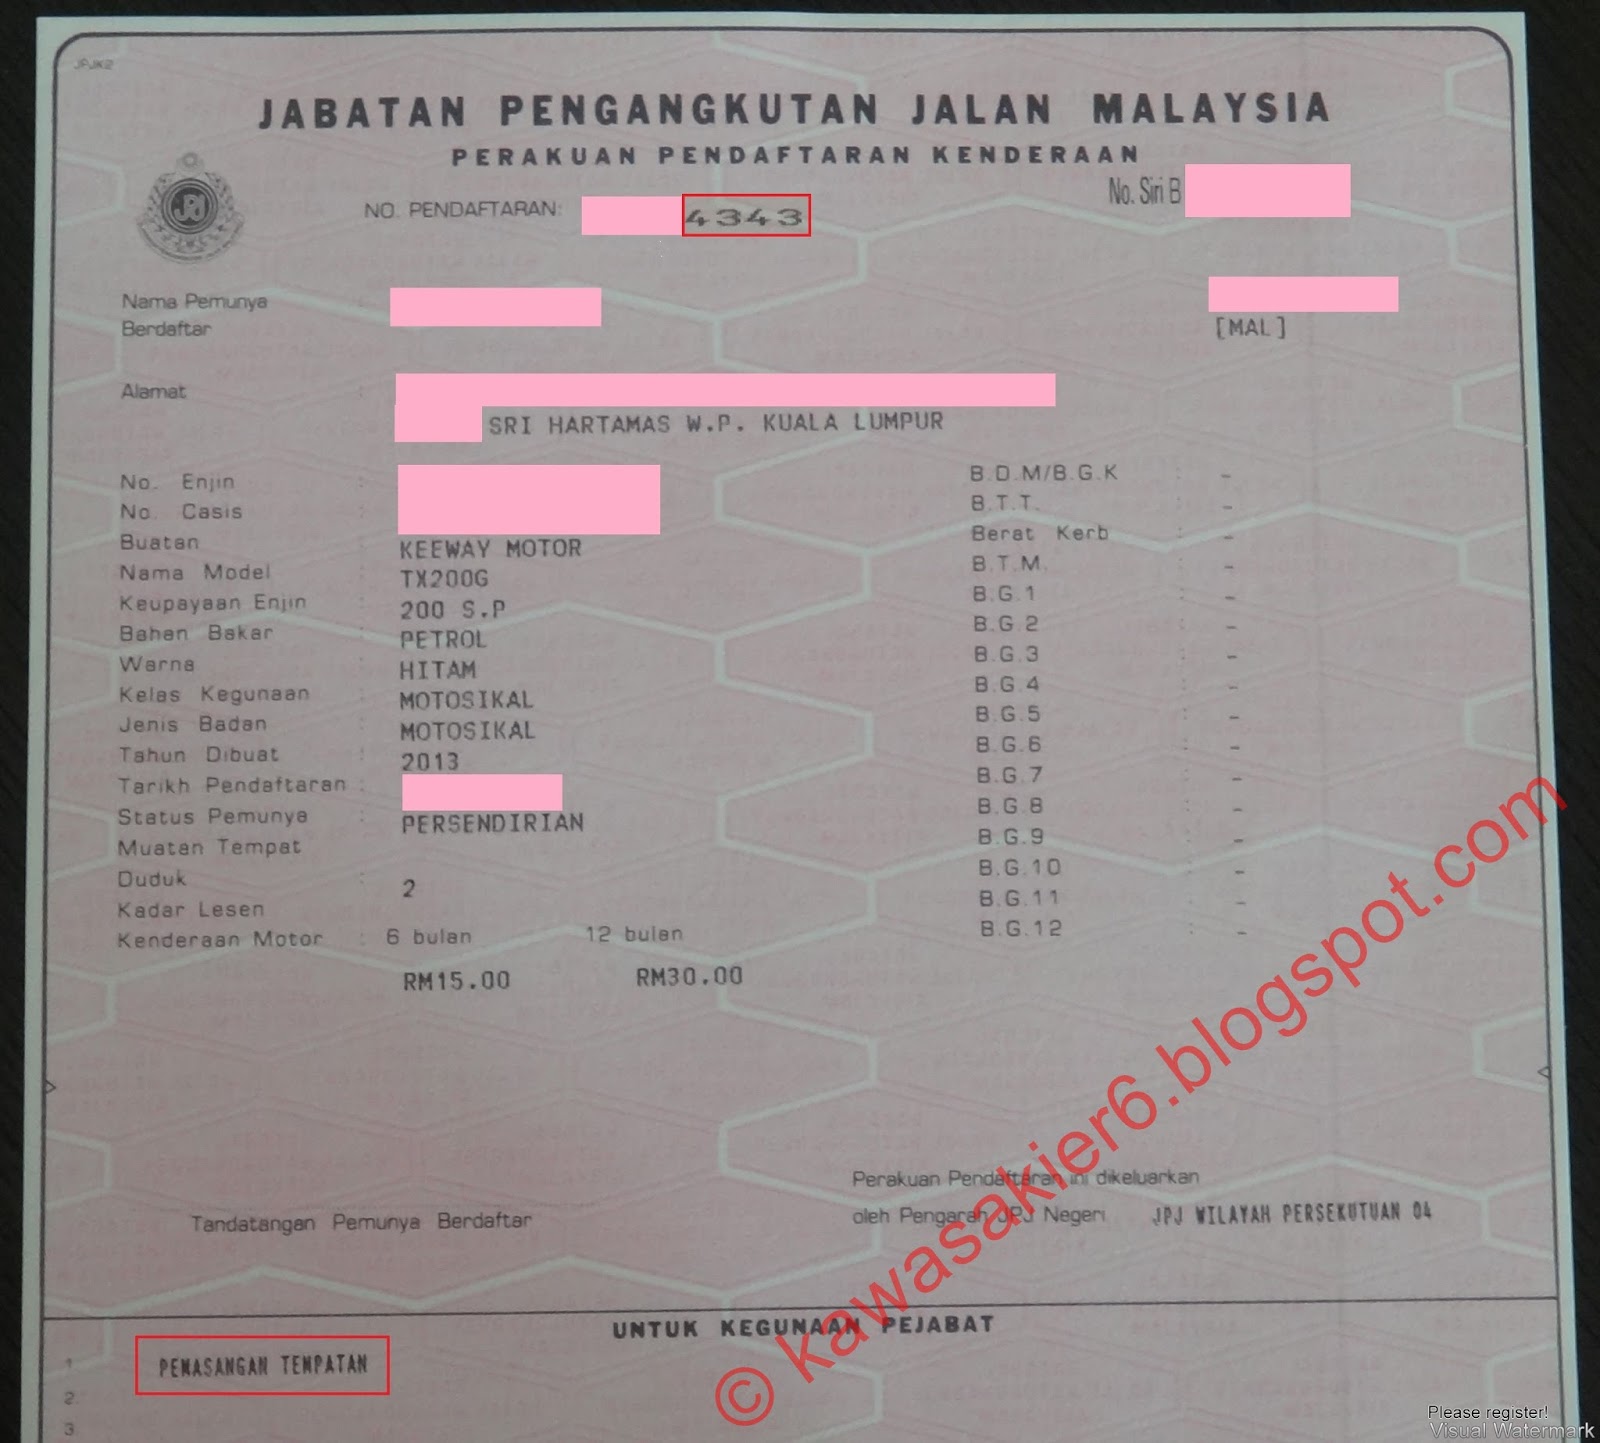 JPJK2
JABATAN PENGANGKUTAN JALAN MALAYSIA
PERAKUAN PENDAFTARAN KENDERAAN
No. Siri B
NO. PENDAFTARAN: 4343
JPJ
Nama Pemunya
Berdaftar :
[MAL]
Alamat :
SRI HARTAMAS W.P. KUALA LUMPUR
No. Enjin : B.D.M/B.G.K : -
No. Casis : B.T.T. : -
Buatan : KEEWAY MOTOR Berat Kerb : -
Nama Model : TX200G B.T.M. : -
Keupayaan Enjin : 200 S.P B.G.1 : -
Bahan Bakar : PETROL B.G.2 : -
Warna : HITAM B.G.3 : -
Kelas Kegunaan : MOTOSIKAL B.G.4 : -
Jenis Badan : MOTOSIKAL B.G.5 : -
Tahun Dibuat : 2013 B.G.6 : -
Tarikh Pendaftaran : B.G.7 : -
Status Pemunya : PERSENDIRIAN B.G.8 : -
Muatan Tempat B.G.9 : -
Duduk : 2 B.G.10 : -
Kadar Lesen B.G.11 : -
Kenderaan Motor : 6 bulan 12 bulan B.G.12 : -
RM15.00 RM30.00
Perakuan Pendaftaran ini dikeluarkan
Tandatangan Pemunya Berdaftar oleh Pengarah JPJ Negeri JPJ WILAYAH PERSEKUTUAN 04
UNTUK KEGUNAAN PEJABAT
1 PEMASANGAN TEMPATAN
2.
3
© kawasakier6.blogspot.com
Please register!
Visual Watermark